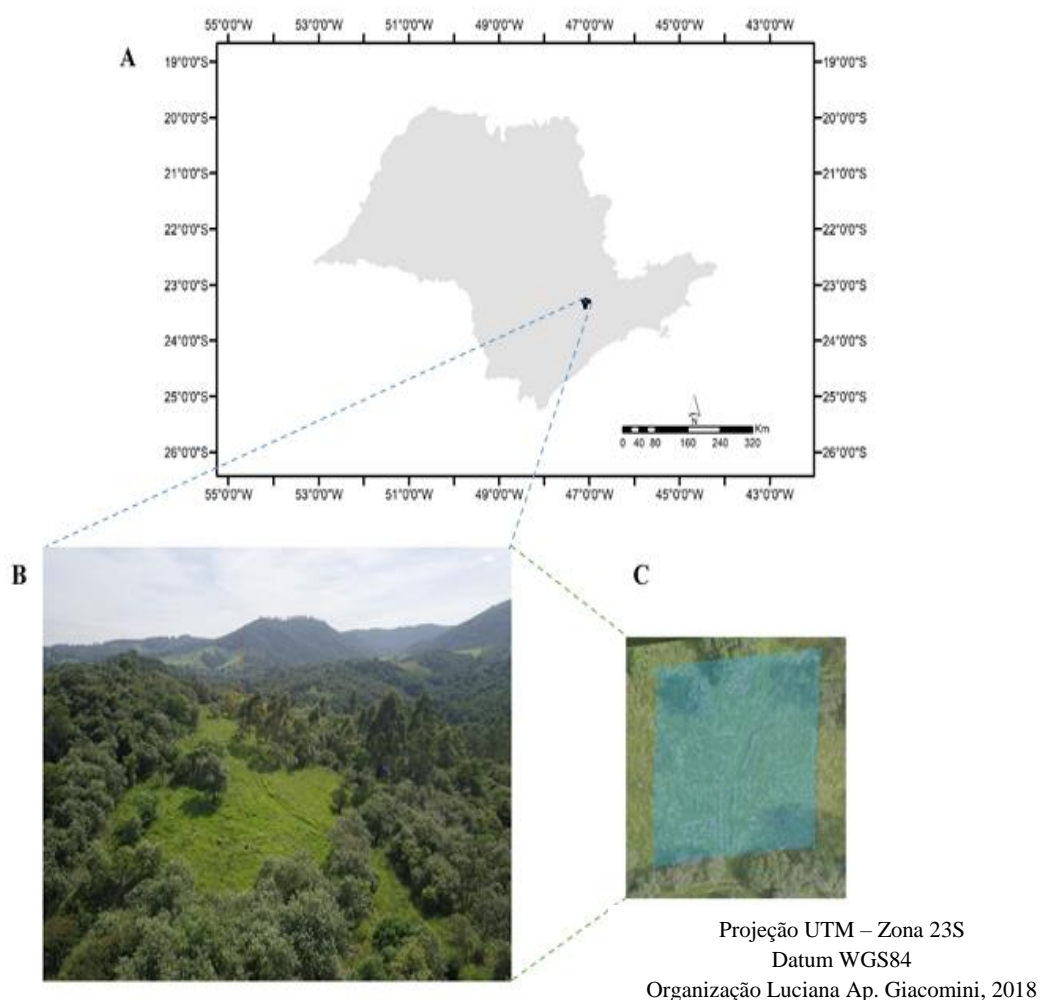 55°0'0"W 53°0'0"W 51°0'0"W 49°0'0"W 47°0'0"W 45°0'0"W 43°0'0"W
A
19°0'0"S 19°0'0"S
20°0'0"S 20°0'0"S
21°0'0"S 21°0'0"S
22°0'0"S 22°0'0"S
23°0'0"S 23°0'0"S
24°0'0"S 24°0'0"S
25°0'0"S 25°0'0"S
26°0'0"S 26°0'0"S
N
Km
0 40 80 160 240 320
55°0'0"W 53°0'0"W 51°0'0"W 49°0'0"W 47°0'0"W 45°0'0"W 43°0'0"W
B
C
Projeção UTM – Zona 23S
Datum WGS84
Organização Luciana Ap. Giacomini, 2018